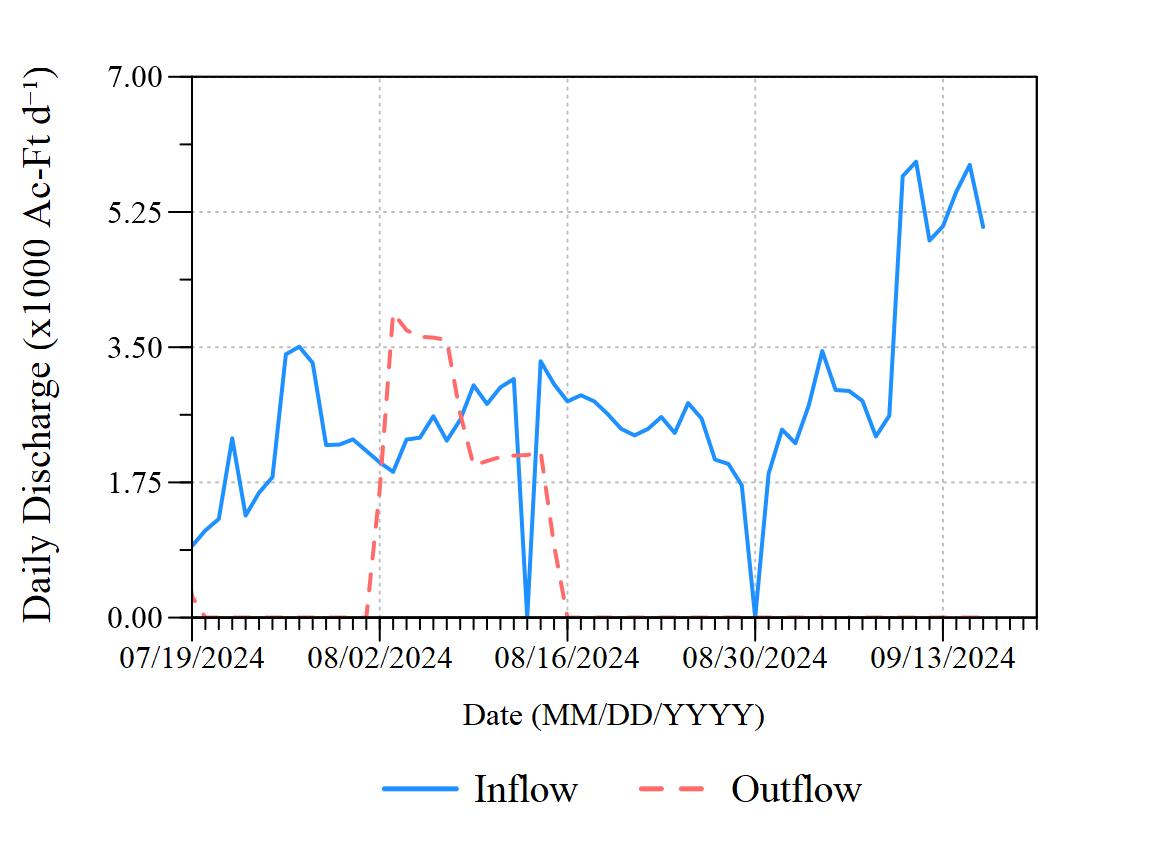 Daily Discharge (x1000 Ac-Ft d⁻¹)
7.00
5.25
3.50
1.75
0.00
07/19/2024 08/02/2024 08/16/2024 08/30/2024 09/13/2024
Date (MM/DD/YYYY)
Inflow Outflow